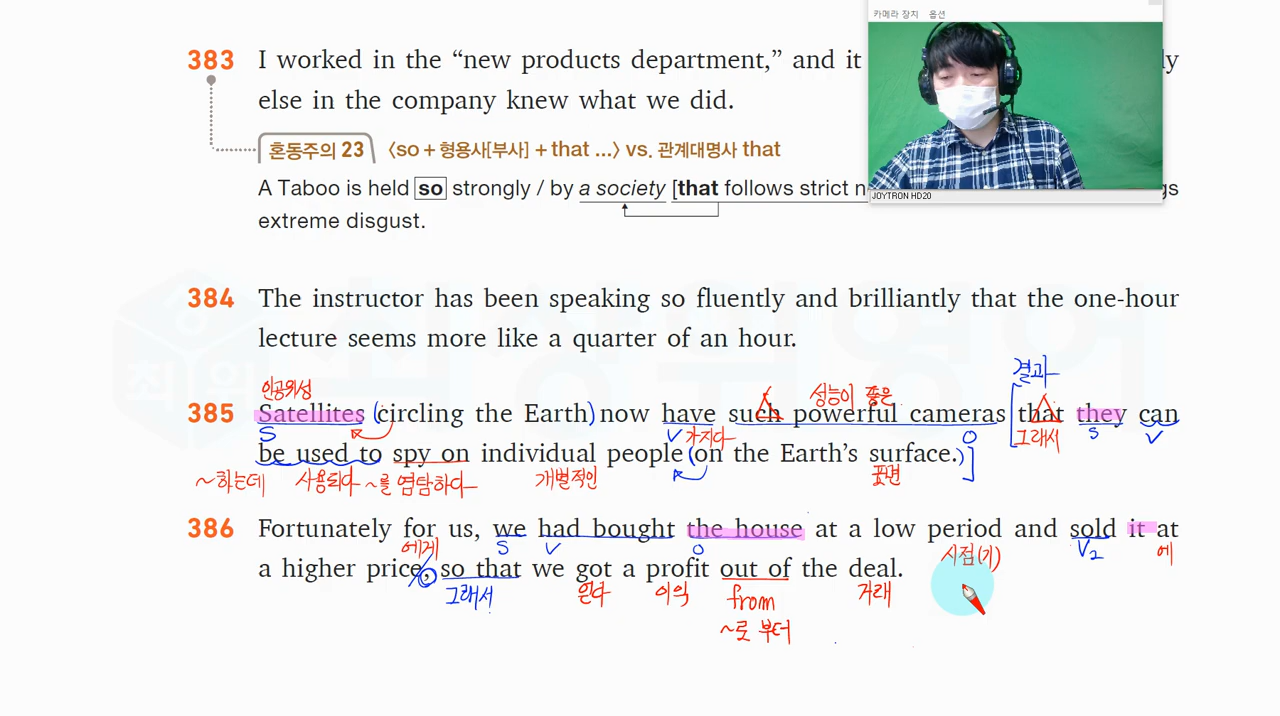 카메라 장치 옵션
383 I worked in the “new products department,” and it ly
else in the company knew what we did.
혼동주의 23 〈so + 형용사[부사] + that ...〉 vs. 관계대명사 that
A Taboo is held so strongly / by a society [that follows strict n gs
JOYTRON HD20
extreme disgust.
384 The instructor has been speaking so fluently and brilliantly that the one-hour
lecture seems more like a quarter of an hour.
인공위성 성능이 좋은 결과
385 Satellites (circling the Earth) now have such powerful cameras that they can
S V 가지다 O 그래서 S V
be used to spy on individual people (on the Earth’s surface.)]
~하는데 사용되다 ~를 염탐하다 개별적인 표면
386 Fortunately for us, we had bought the house at a low period and sold it at
에게 S V O 시점(기) V2 에
a higher price, so that we got a profit out of the deal.
그래서 얻다 이익 from 거래
~로 부터
최 상 위 영 어